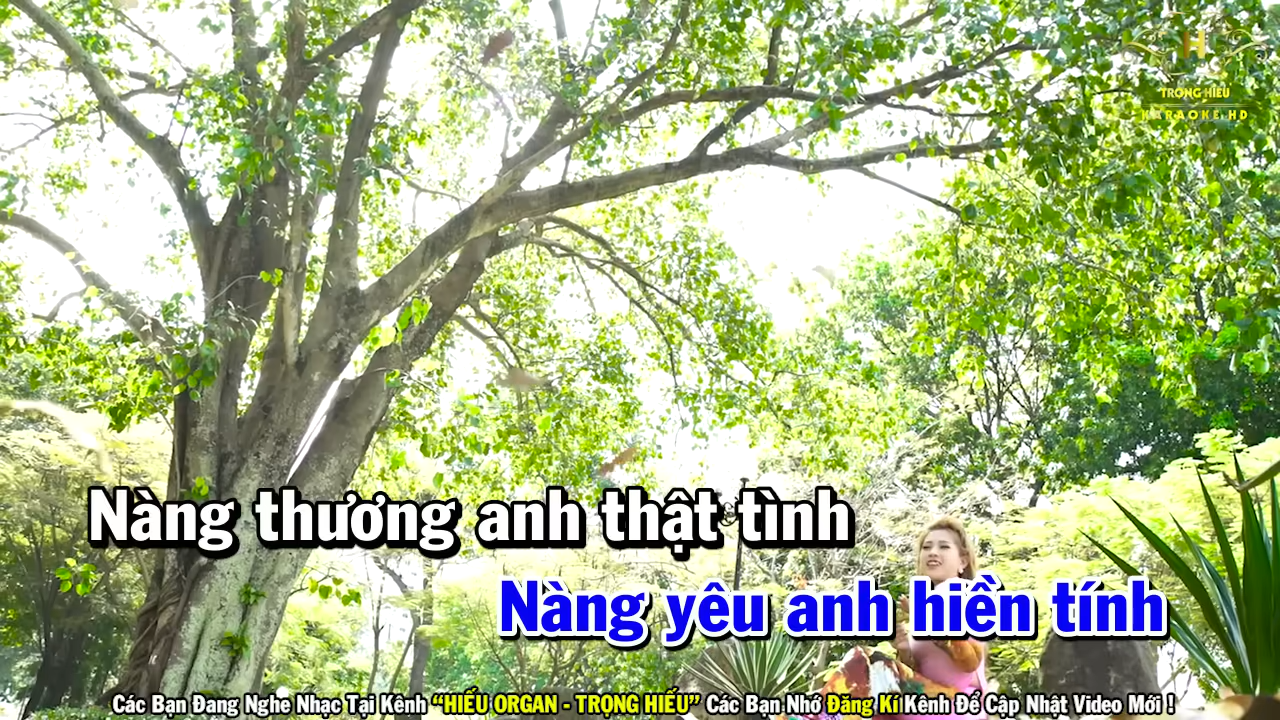 H
TRỌNG HIẾU
KARAOKE HD
Nàng thương anh thật tình
Nàng yêu anh hiền tính
Các Bạn Đang Nghe Nhạc Tại Kênh “HIẾU ORGAN - TRỌNG HIẾU” Các Bạn Nhớ Đăng Kí Kênh Để Cập Nhật Video Mới !